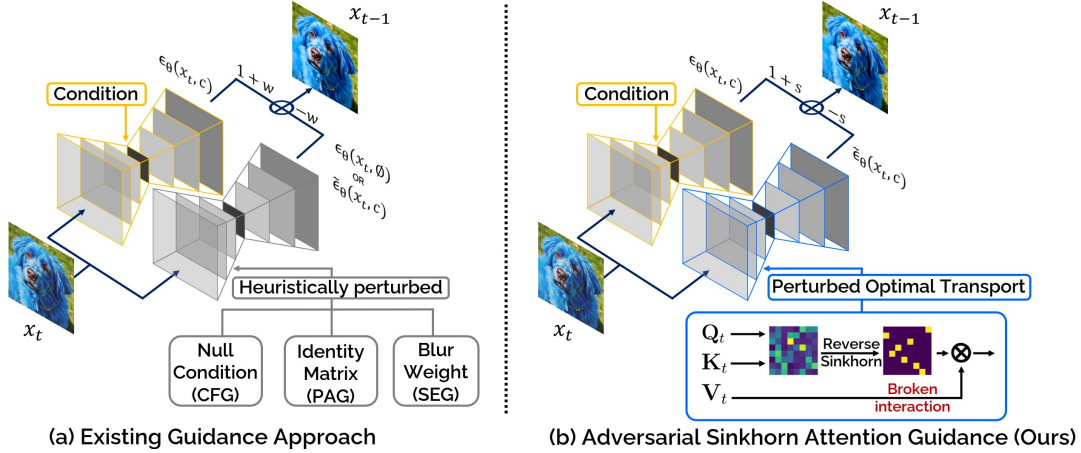 x_{t−1}
ϵ_θ(x_t, c)
1 + w
−w
Condition
ϵ_θ(x_t, ∅)
OR
ϵ̃_θ(x_t, c)
x_t
Heuristically perturbed
Null
Condition
(CFG)
Identity
Matrix
(PAG)
Blur
Weight
(SEG)
(a) Existing Guidance Approach
x_{t−1}
ϵ_θ(x_t, c)
1 + s
−s
Condition
ϵ̃_θ(x_t, c)
x_t
Perturbed Optimal Transport
Q_t
K_t
V_t
Reverse
Sinkhorn
Broken
interaction
(b) Adversarial Sinkhorn Attention Guidance (Ours)